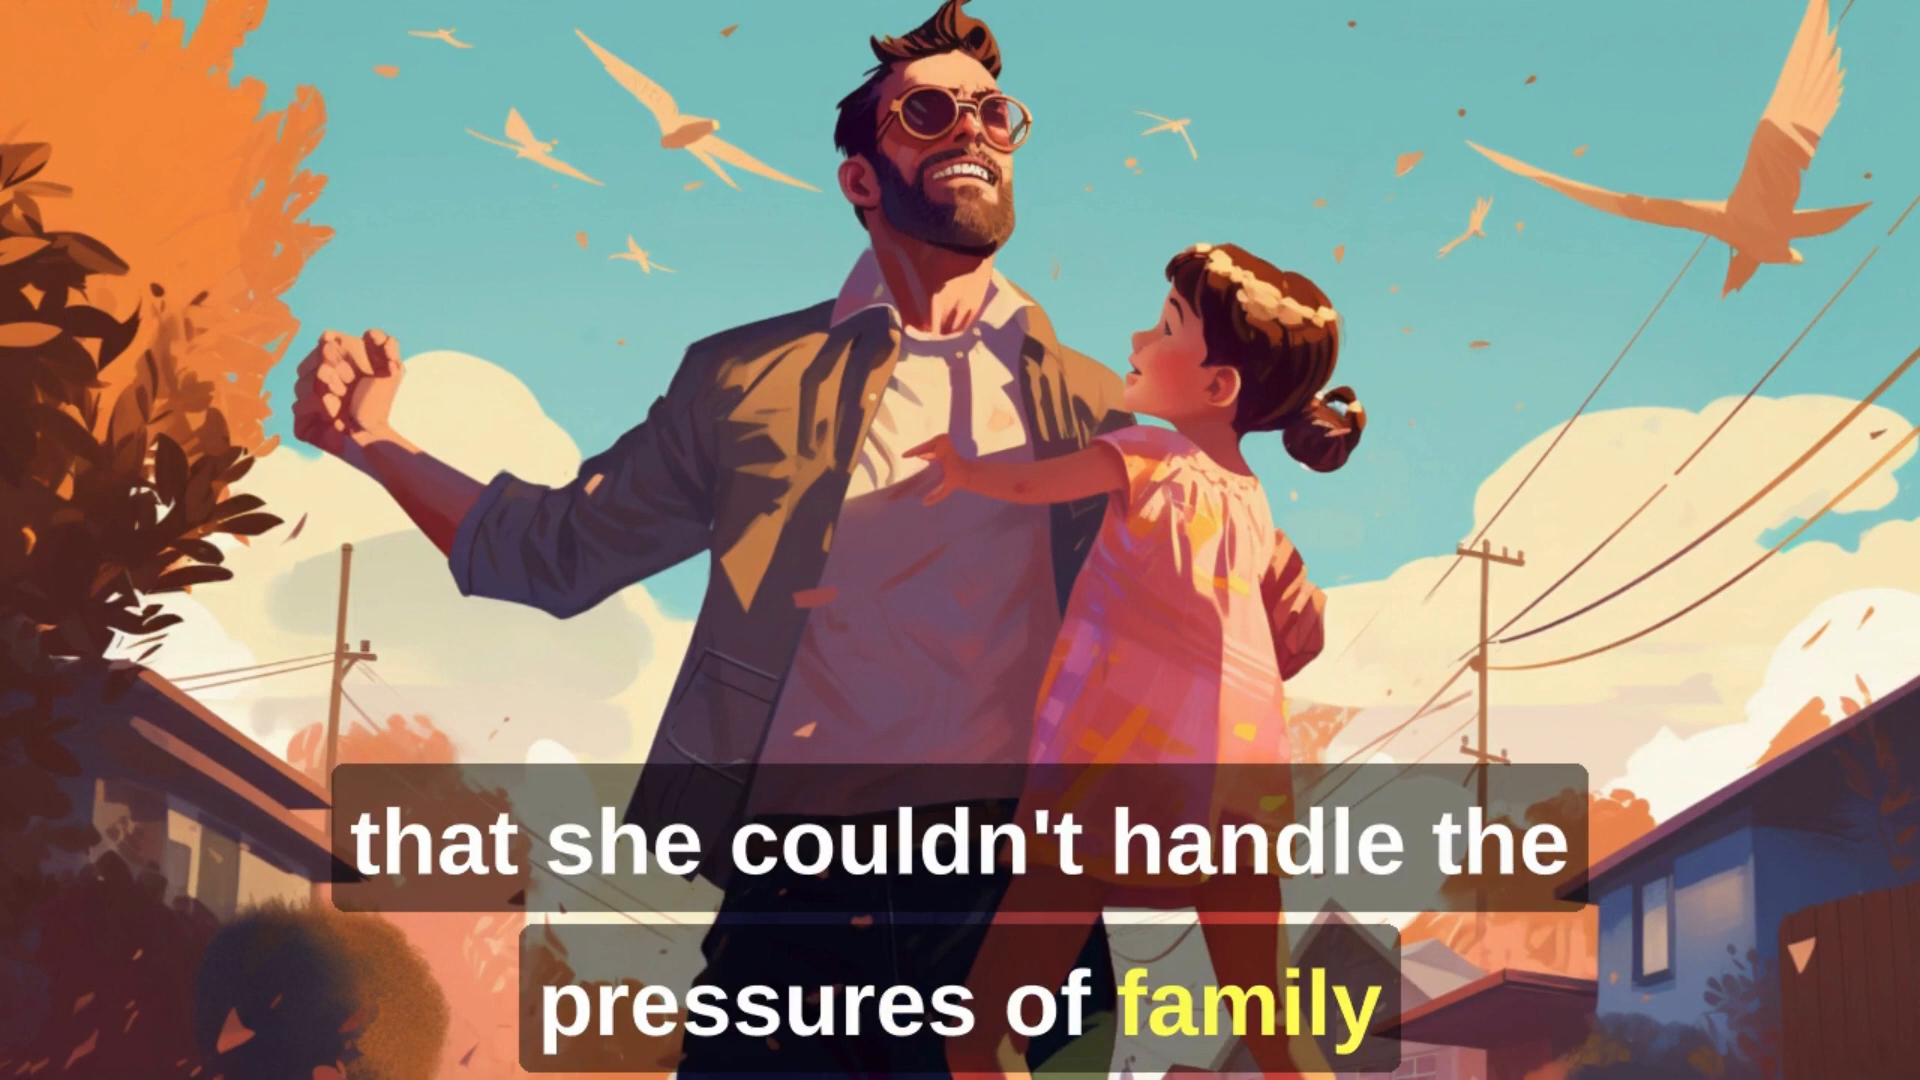 that she couldn't handle the
pressures of family